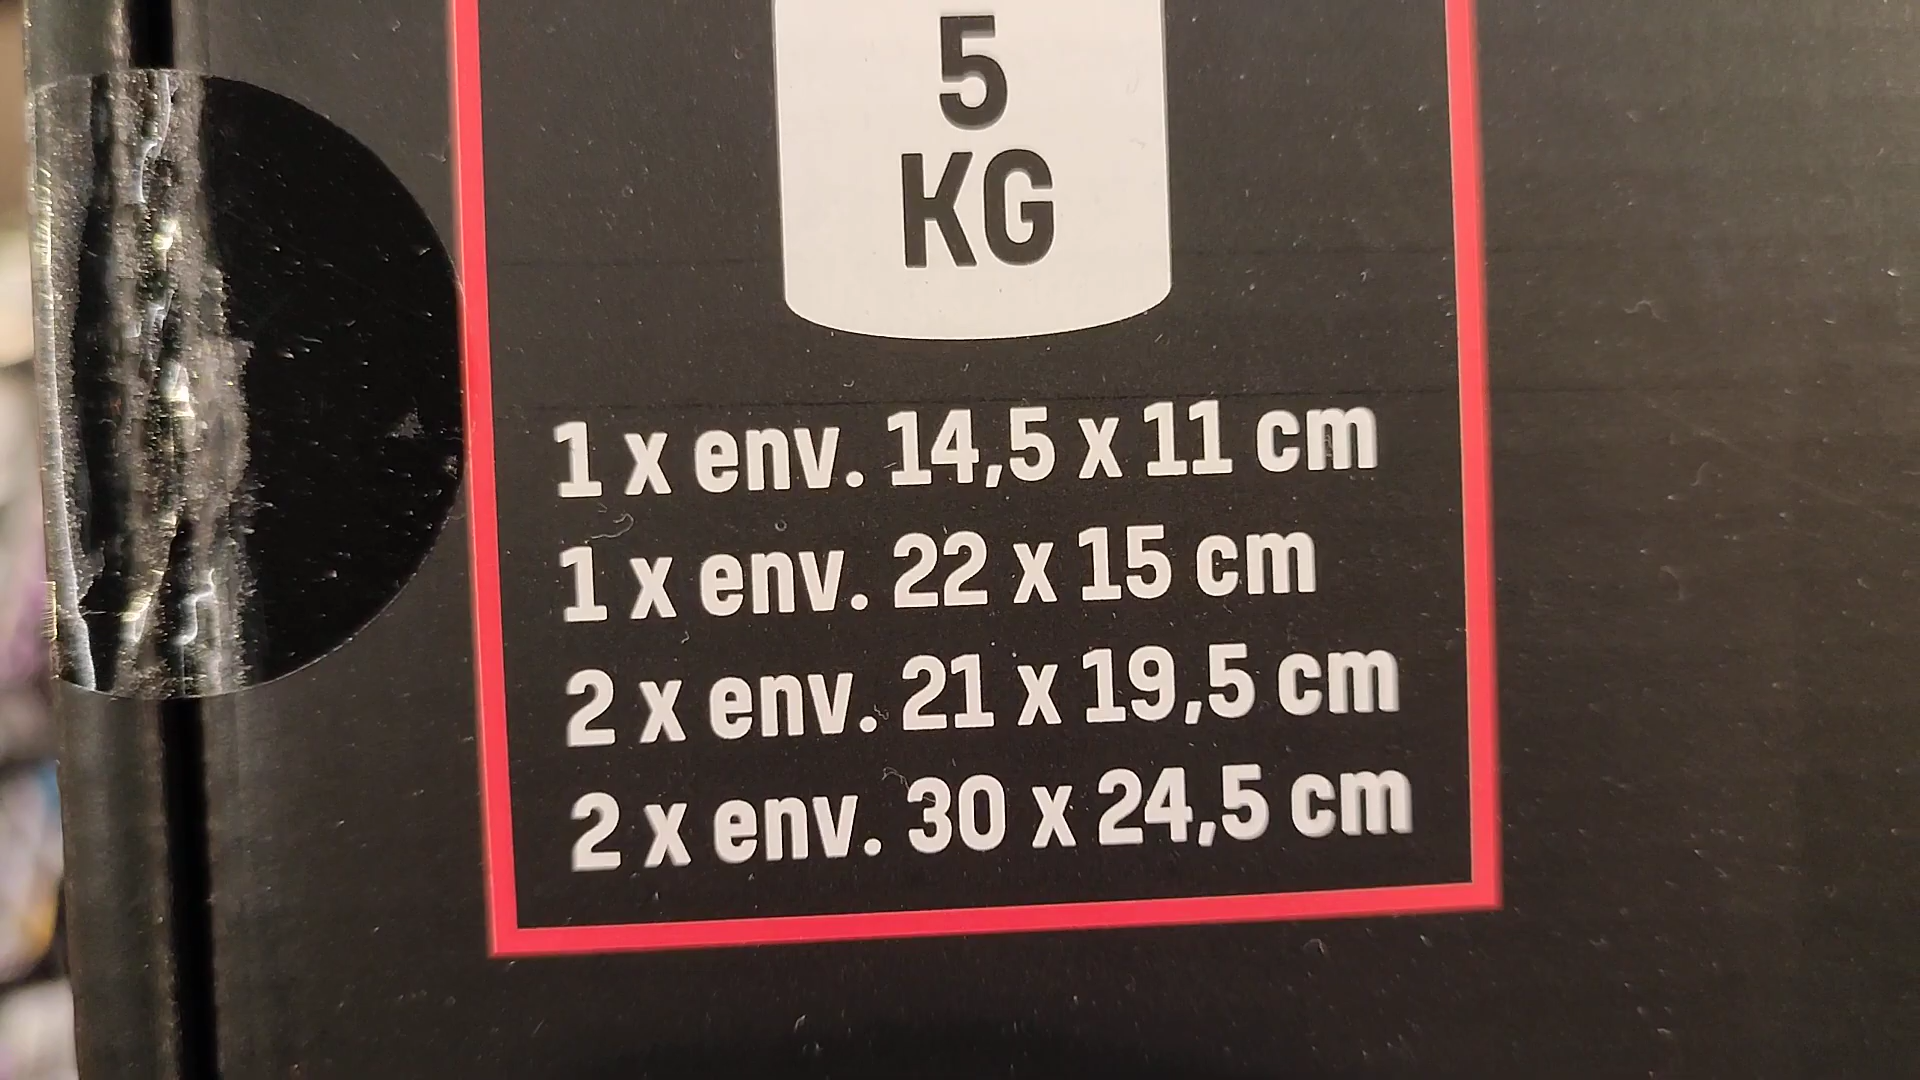 5
KG
1 x env. 14,5 x 11 cm
1 x env. 22 x 15 cm
2 x env. 21 x 19,5 cm
2 x env. 30 x 24,5 cm